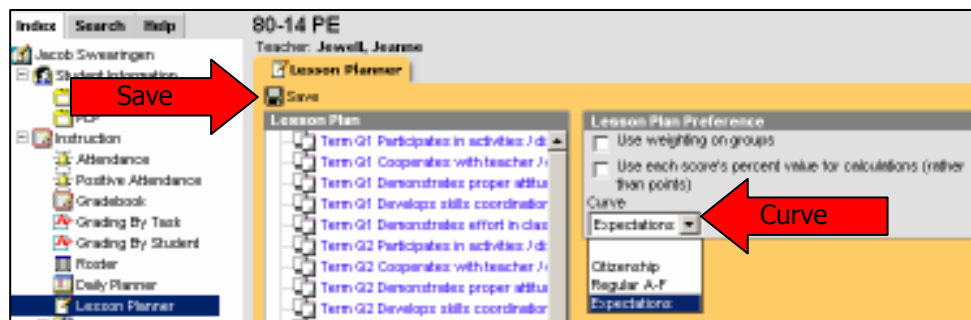 Index Search Help
Jacob Swearingen
Student Information
PLP
Instruction
Attendance
Positive Attendance
Gradebook
Grading By Task
Grading By Student
Roster
Daily Planner
Lesson Planner
Save
80-14 PE
Teacher: Jewell, Jeanne
Lesson Planner
Save
Lesson Plan
Term Q1 Participates in activities / di
Term Q1 Cooperates with teacher /
Term Q1 Demonstrates proper attitu
Term Q1 Develops skills coordination
Term Q1 Demonstrates effort in clas
Term Q2 Participates in activities / di
Term Q2 Cooperates with teacher /
Term Q2 Demonstrates proper attitu
Term Q2 Develops skills coordination
Lesson Plan Preference
Use weighting on groups
Use each score's percent value for calculations (rather
than points)
Curve
Expectations
Citizenship
Regular A-F
Expectations
Curve